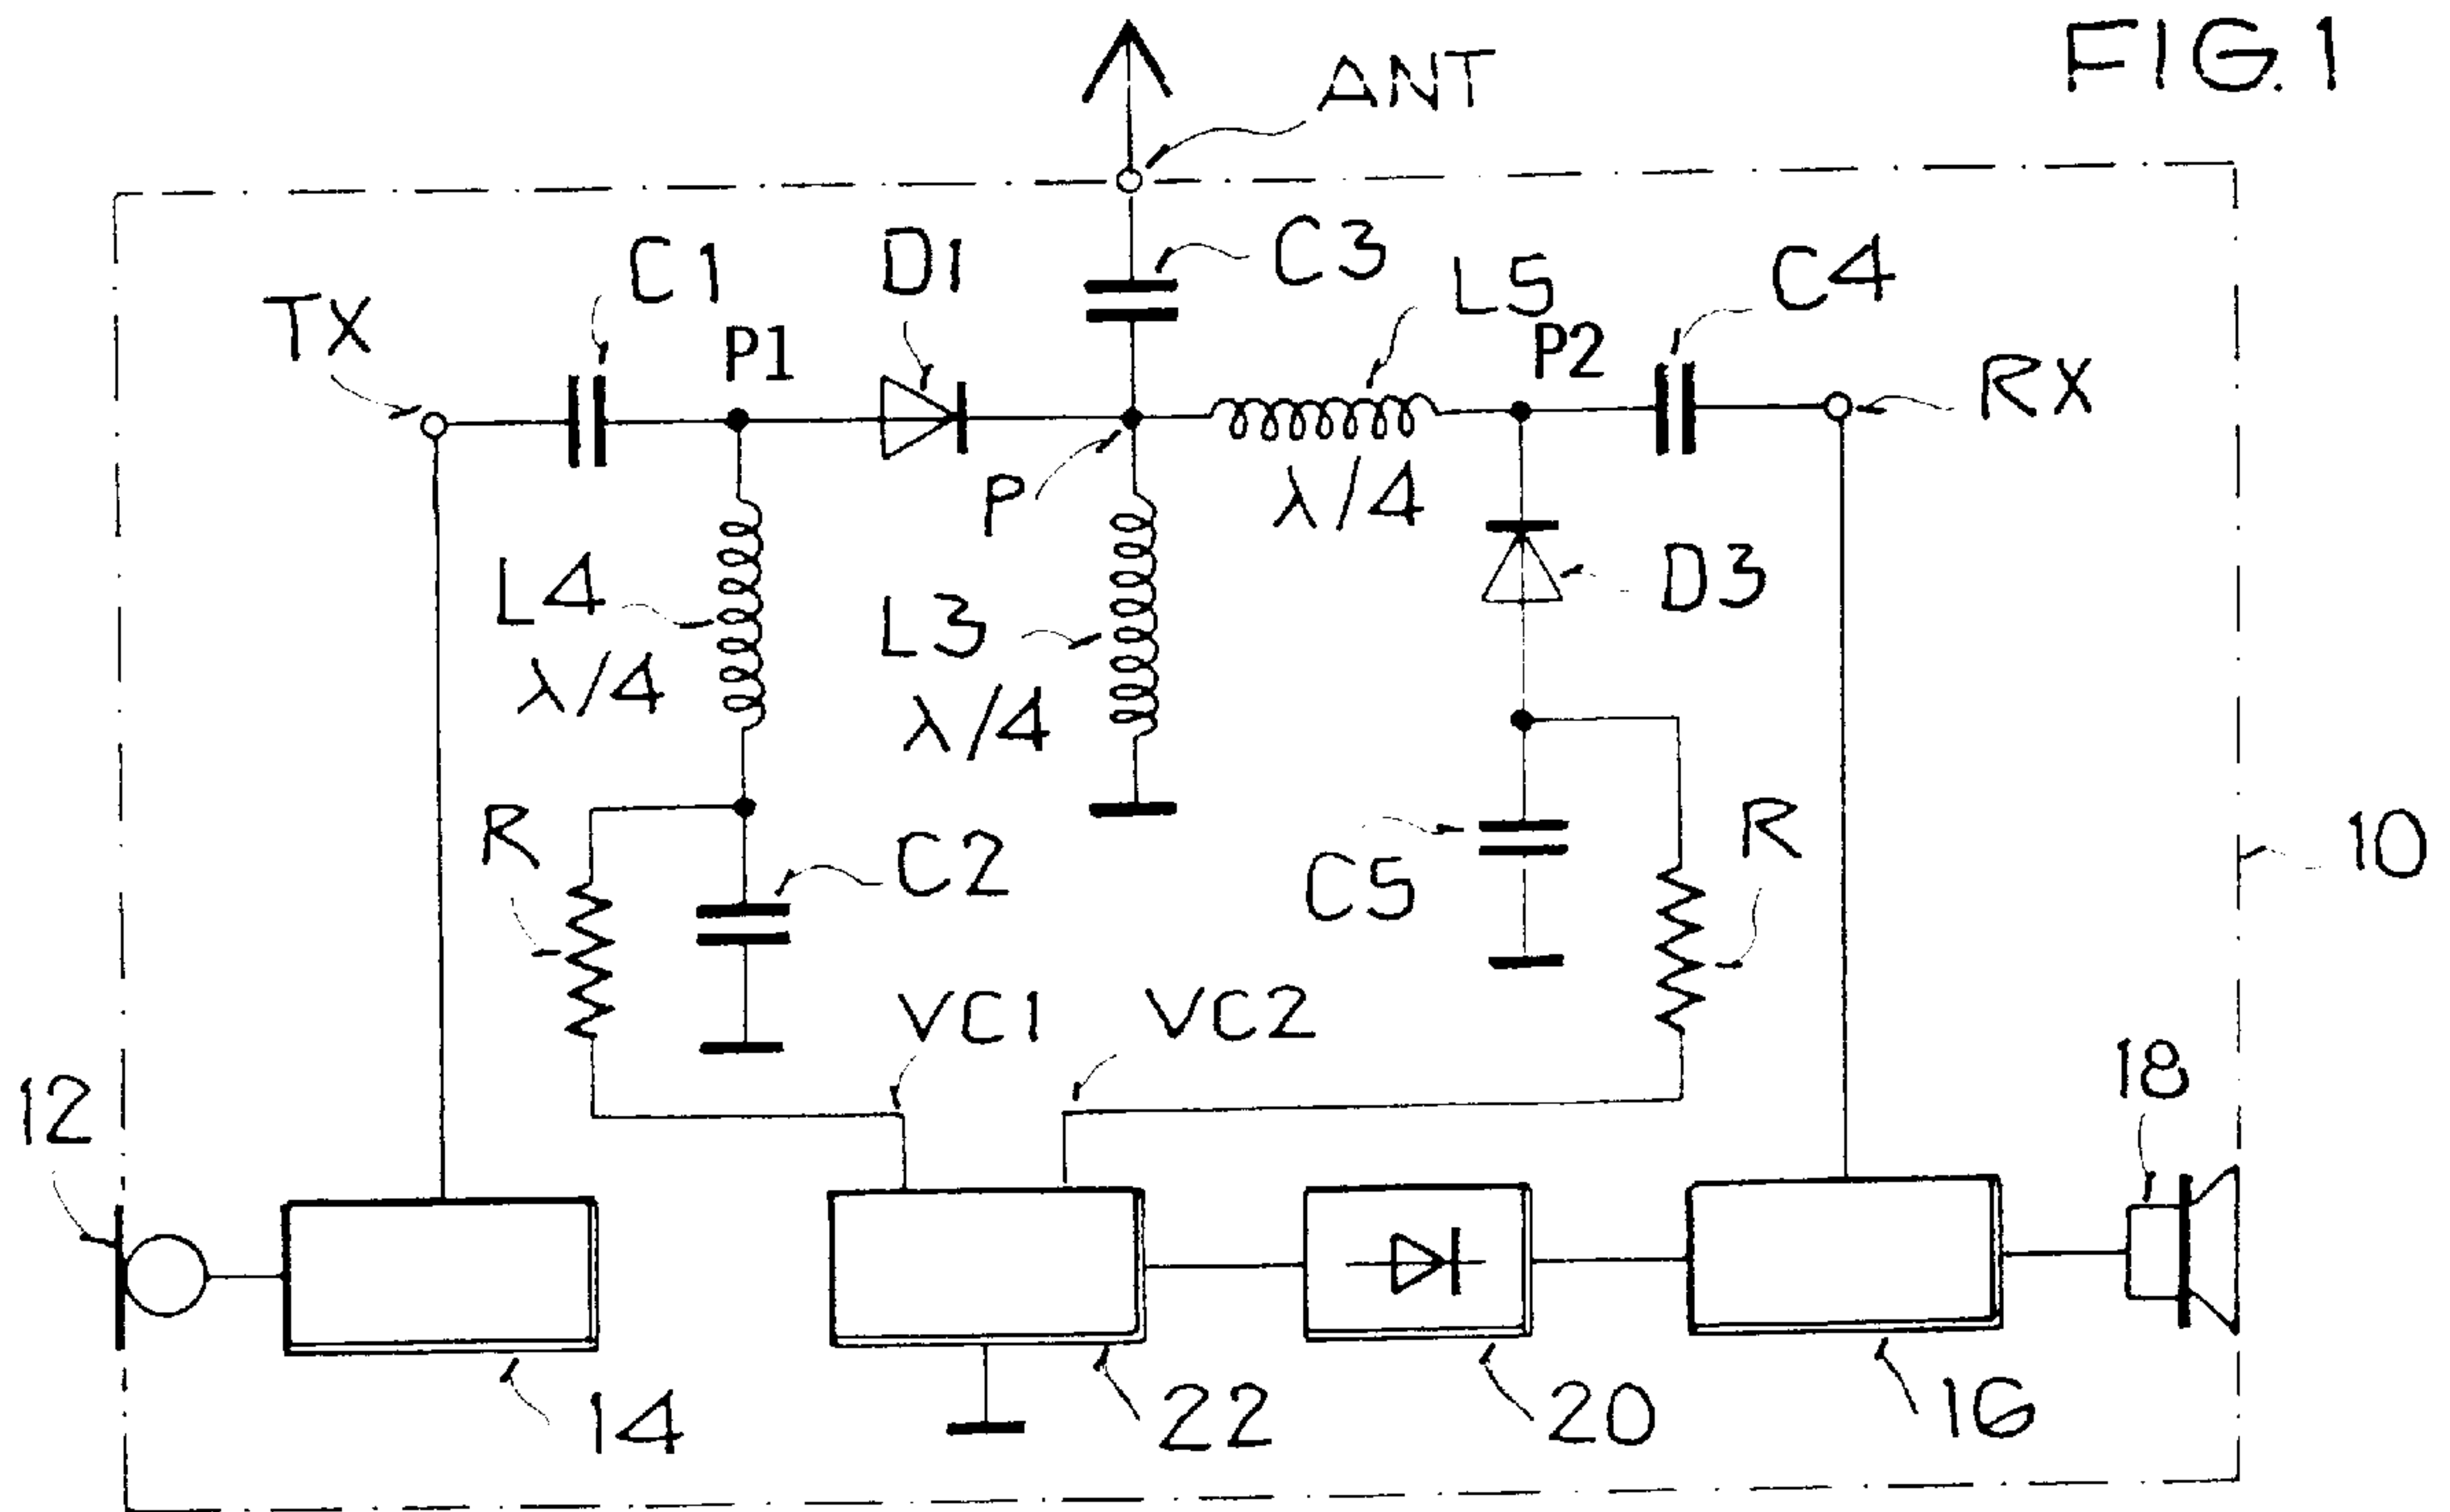 FIG.1
ANT
C1
D1
C3
L5
C4
TX
P1
P2
RX
P
λ/4
L4
λ/4
L3
λ/4
D3
R
C2
C5
R
10
VC1
VC2
12
18
14
22
20
16